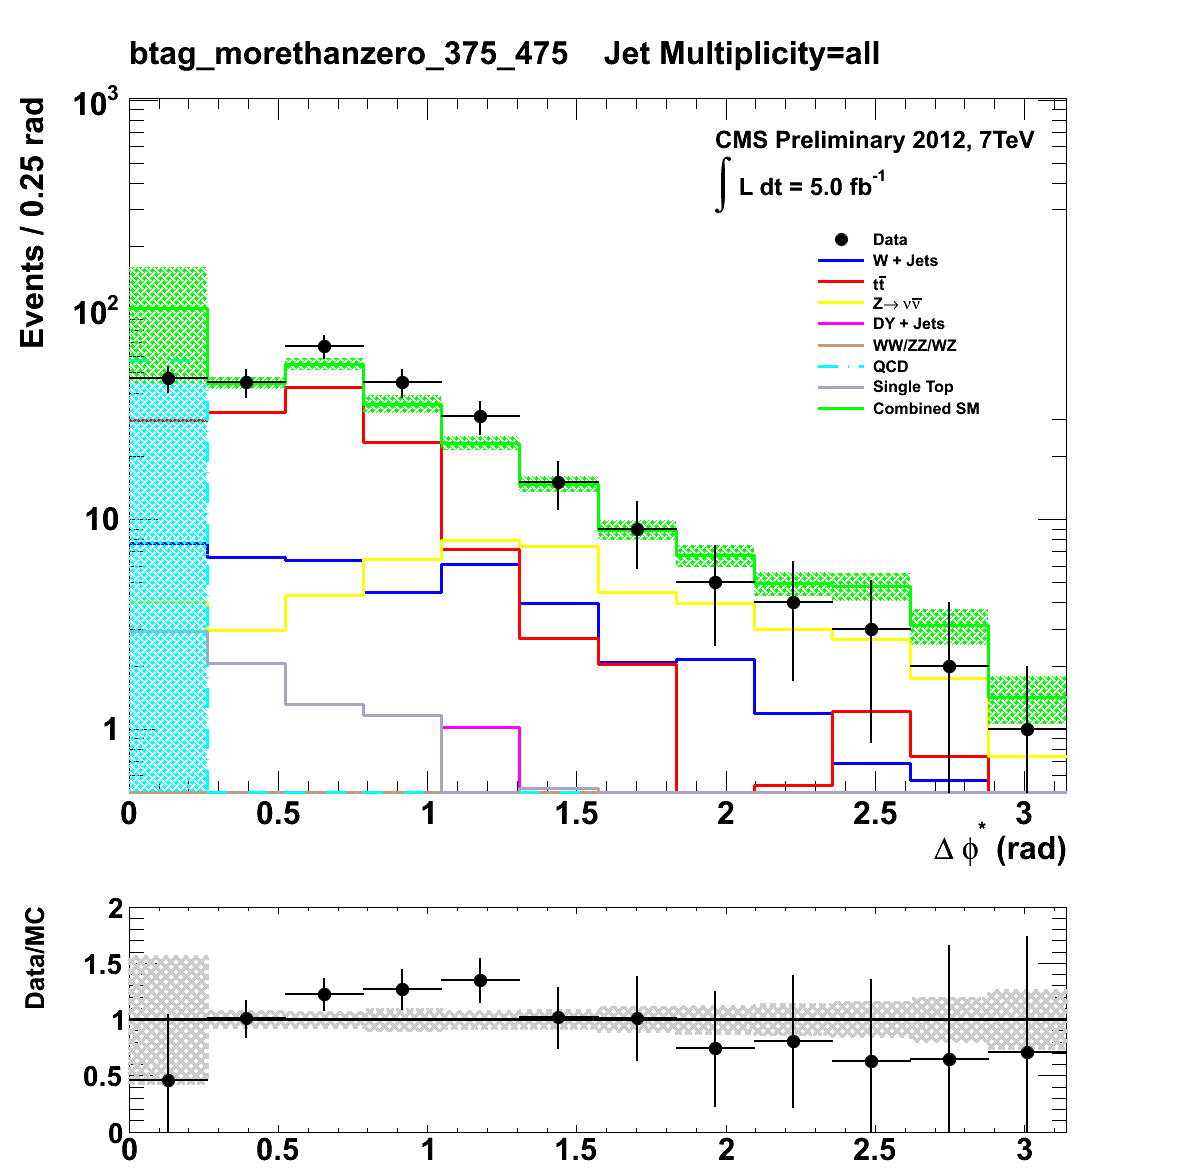 btag_morethanzero_375_475 Jet Multiplicity=all
Events / 0.25 rad
10³
10²
10
1
CMS Preliminary 2012, 7TeV
∫ L dt = 5.0 fb⁻¹
Data
W + Jets
tt̅
Z→ νν̅
DY + Jets
WW/ZZ/WZ
QCD
Single Top
Combined SM
0 0.5 1 1.5 2 2.5 3
Δ ϕ* (rad)
Data/MC
2
1.5
1
0.5
0
0 0.5 1 1.5 2 2.5 3